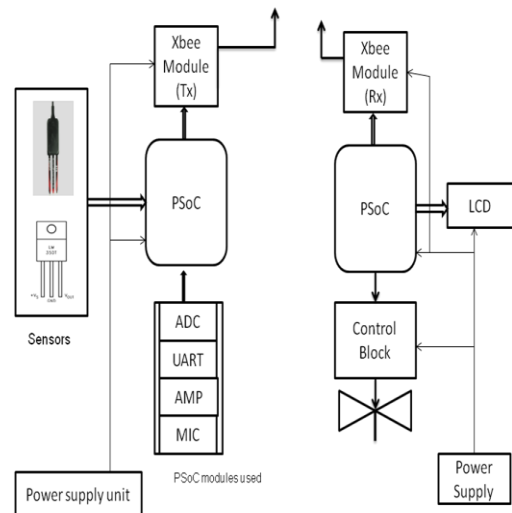 Xbee
Module
(Tx)
Xbee
Module
(Rx)
PSoC
PSoC
LCD
Sensors
ADC
UART
AMP
MIC
Control
Block
PSoC modules used
Power supply unit
Power
Supply